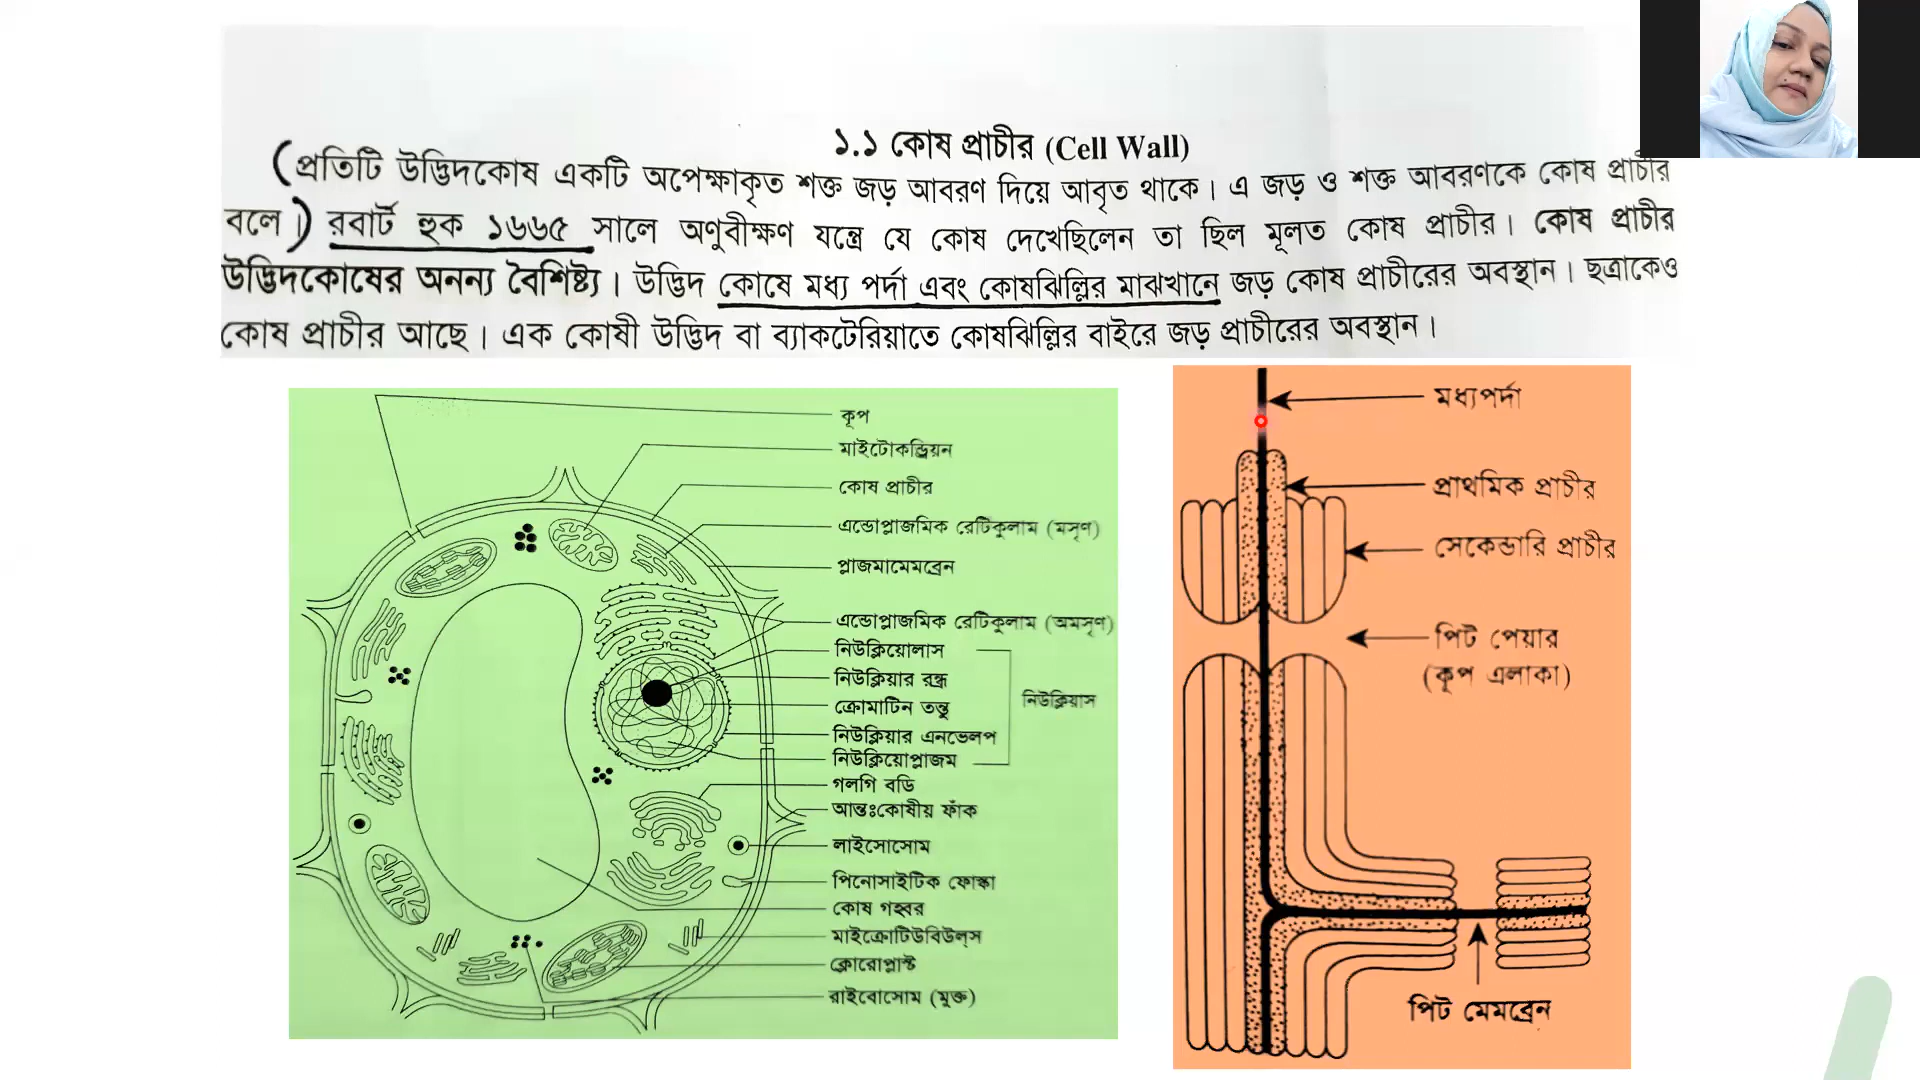 ১.১ কোষ প্রাচীর (Cell Wall)
(প্রতিটি উদ্ভিদকোষ একটি অপেক্ষাকৃত শক্ত জড় আবরণ দিয়ে আবৃত থাকে। এ জড় ও শক্ত আবরণকে কোষ প্রাচীর
বলে।) রবার্ট হুক ১৬৬৫ সালে অণুবীক্ষণ যন্ত্রে যে কোষ দেখেছিলেন তা ছিল মূলত কোষ প্রাচীর। কোষ প্রাচীর
উদ্ভিদকোষের অনন্য বৈশিষ্ট্য। উদ্ভিদ কোষে মধ্য পর্দা এবং কোষঝিল্লির মাঝখানে জড় কোষ প্রাচীরের অবস্থান। ছত্রাকেও
কোষ প্রাচীর আছে। এক কোষী উদ্ভিদ বা ব্যাকটেরিয়াতে কোষঝিল্লির বাইরে জড় প্রাচীরের অবস্থান।
কূপ
মাইটোকন্ড্রিয়ন
কোষ প্রাচীর
এন্ডোপ্লাজমিক রেটিকুলাম (মসৃণ)
প্লাজমামেমব্রেন
এন্ডোপ্লাজমিক রেটিকুলাম (অমসৃণ)
নিউক্লিয়োলাস
নিউক্লিয়ার রন্ধ্র
ক্রোমাটিন তন্তু
নিউক্লিয়ার এনভেলপ
নিউক্লিয়োপ্লাজম
নিউক্লিয়াস
গলগি বডি
আন্তঃকোষীয় ফাঁক
লাইসোসোম
পিনোসাইটিক ফোস্কা
কোষ গহ্বর
মাইক্রোটিউবিউল্‌স
ক্লোরোপ্লাস্ট
রাইবোসোম (মুক্ত)
মধ্যপর্দা
প্রাথমিক প্রাচীর
সেকেন্ডারি প্রাচীর
পিট পেয়ার
(কূপ এলাকা)
পিট মেমব্রেন